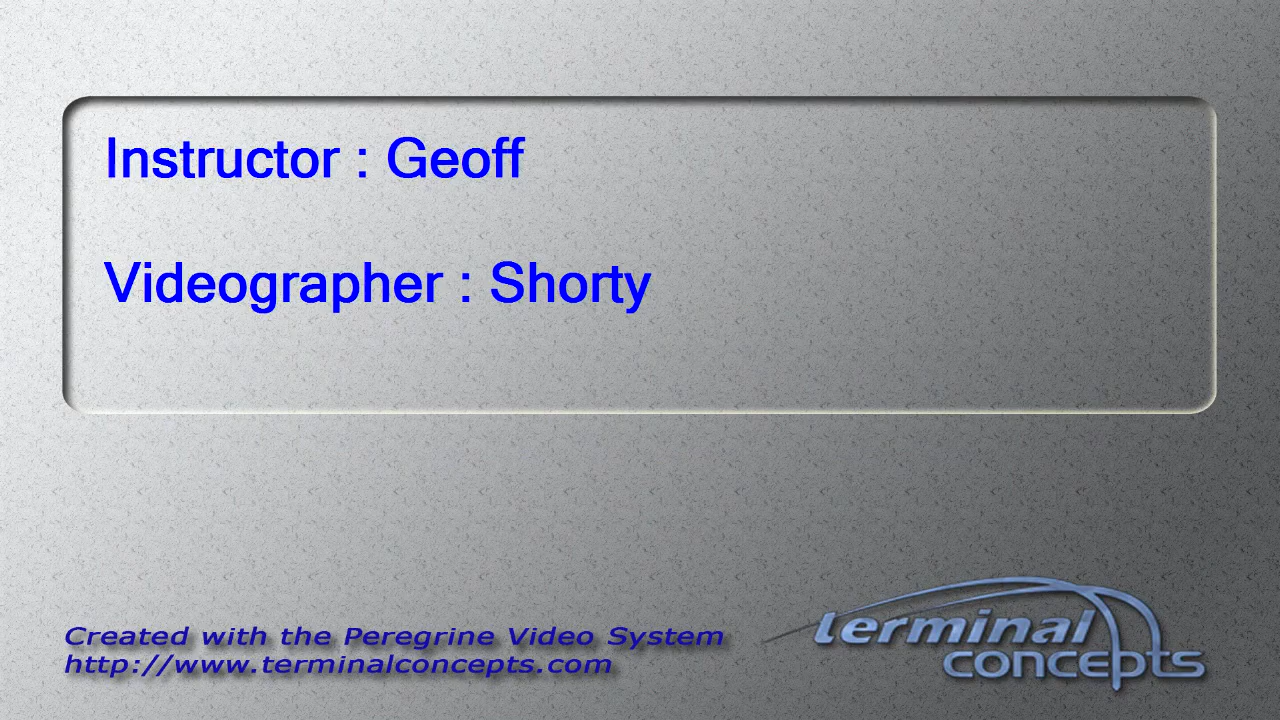 Instructor : Geoff
Videographer : Shorty
Created with the Peregrine Video System
http://www.terminalconcepts.com
terminal
concepts